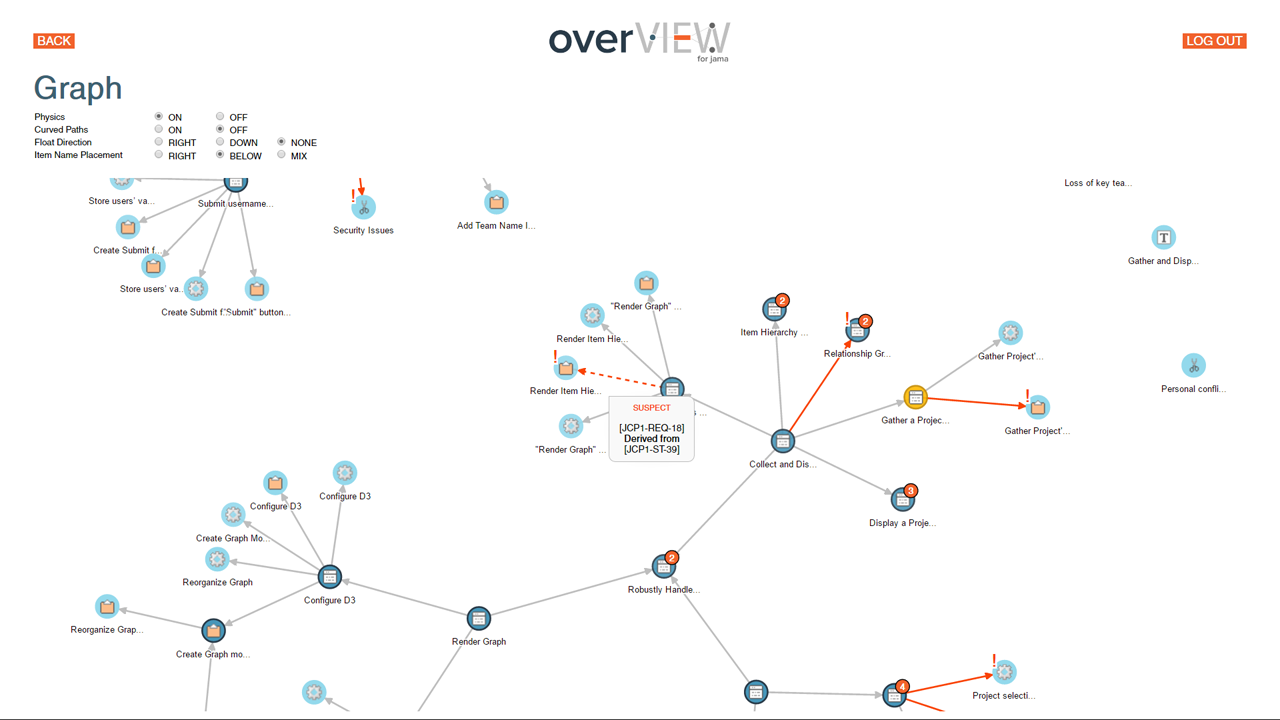 BACK
overVIEW
for jama
LOG OUT
Graph
Physics ON OFF
Curved Paths ON OFF
Float Direction RIGHT DOWN NONE
Item Name Placement RIGHT BELOW MIX
Store users' va...
Submit username...
!
Security Issues
Add Team Name I...
Loss of key tea...
Create Submit f...
T
Gather and Disp...
Store users' va...
Create Submit f...
"Submit" button...
"Render Graph" ...
2
Item Hierarchy ...
! 2
Relationship Gr...
Render Item Hie...
!
Render Item Hie...
Gather Project'...
Personal confli...
Gather a Projec...
!
Gather Project'...
SUSPECT
[JCP1-REQ-18]
Derived from
[JCP1-ST-39]
s ...
"Render Graph" ...
Collect and Dis...
3
Display a Proje...
Configure D3
Configure D3
Create Graph Mo...
Reorganize Graph
2
Robustly Handle...
Configure D3
Reorganize Grap...
Create Graph mo...
Render Graph
4
!
Project selecti...